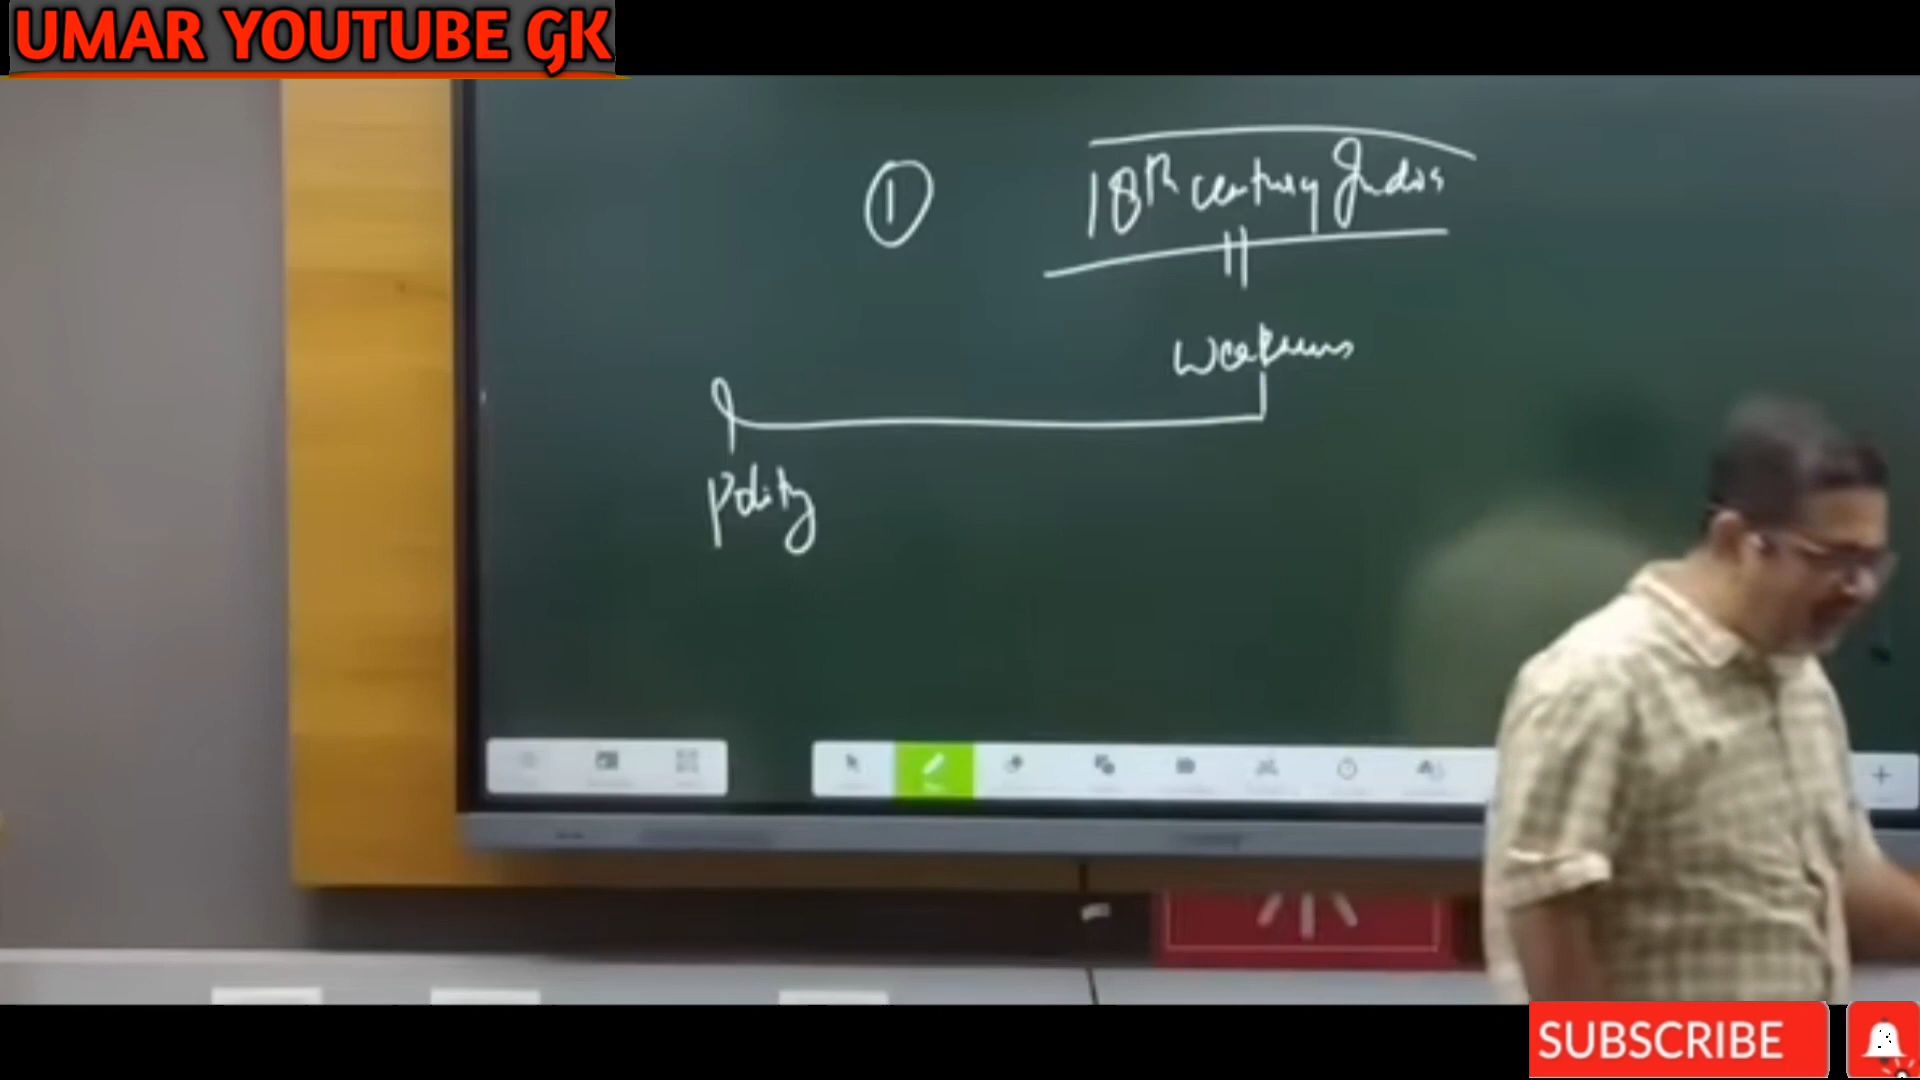 UMAR YOUTUBE GK
① 18th century India
Weakness
Polity
SUBSCRIBE